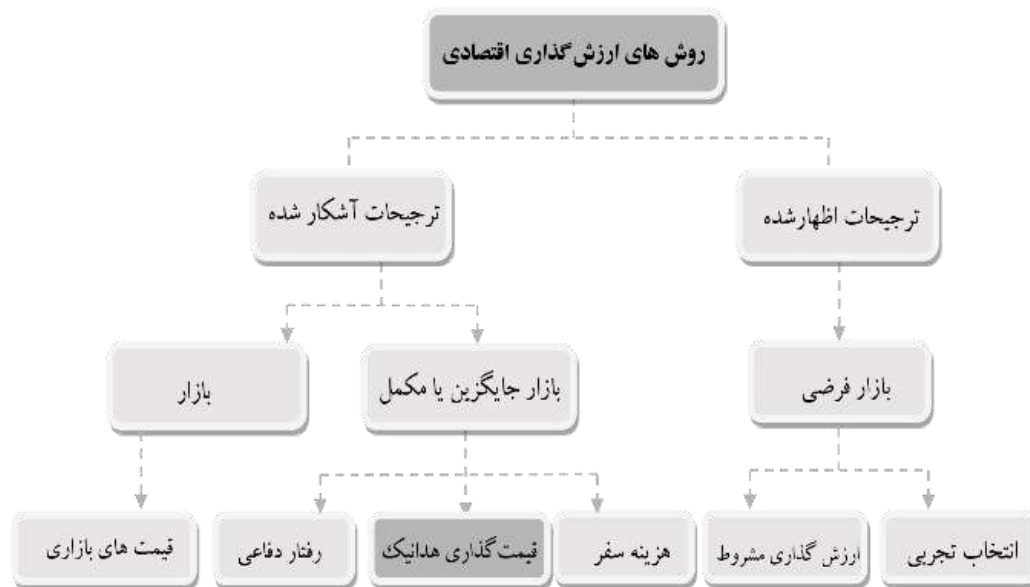 روش های ارزش گذاری اقتصادی
ترجیحات اظهارشده
ترجیحات آشکار شده
بازار فرضی
بازار جایگزین یا مکمل
بازار
انتخاب تجربی
ارزش گذاری مشروط
هزینه سفر
قیمت گذاری هدانیک
رفتار دفاعی
قیمت های بازاری